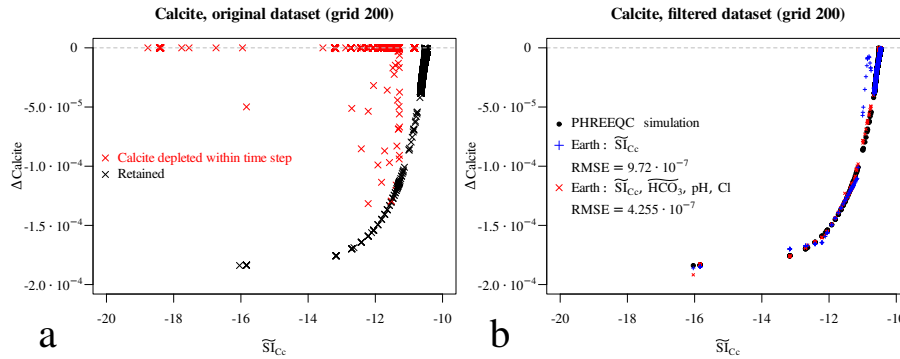 Calcite, original dataset (grid 200)
ΔCalcite
0
-5.0 · 10⁻⁵
-1.0 · 10⁻⁴
-1.5 · 10⁻⁴
-2.0 · 10⁻⁴
× Calcite depleted within time step
× Retained
-20 -18 -16 -14 -12 -10
S̃I_Cc
a
Calcite, filtered dataset (grid 200)
ΔCalcite
0
-5.0 · 10⁻⁵
-1.0 · 10⁻⁴
-1.5 · 10⁻⁴
-2.0 · 10⁻⁴
● PHREEQC simulation
+ Earth : S̃I_Cc
RMSE = 9.72 · 10⁻⁷
× Earth : S̃I_Cc, H̃CO₃, pH, Cl
RMSE = 4.255 · 10⁻⁷
-20 -18 -16 -14 -12 -10
S̃I_Cc
b